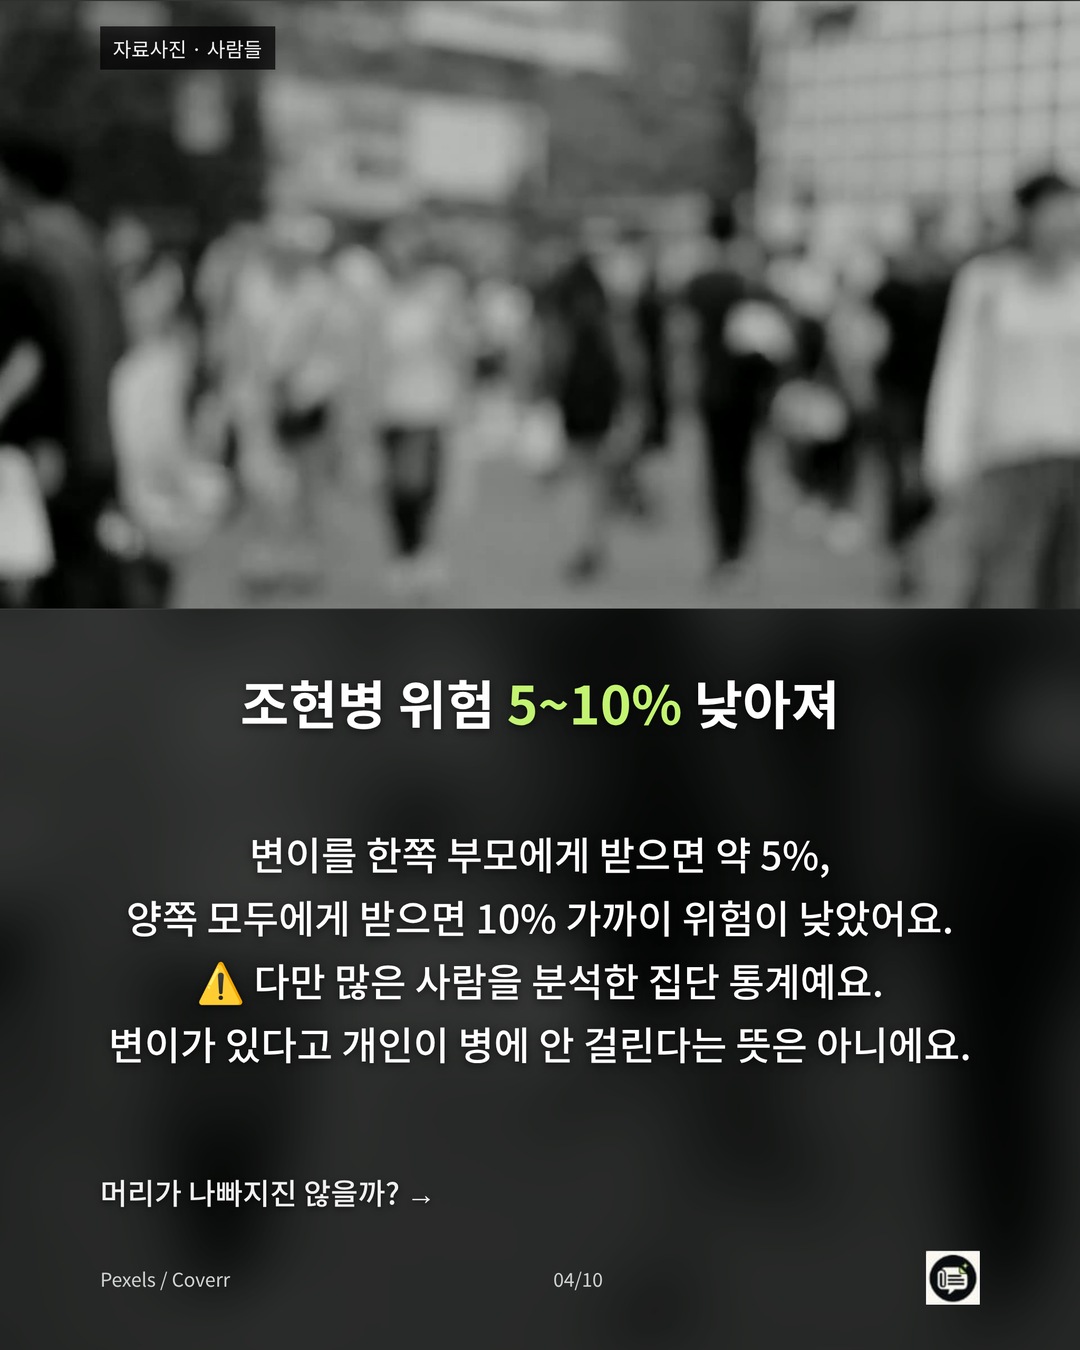 자료사진 · 사람들
조현병 위험 5~10% 낮아져
변이를 한쪽 부모에게 받으면 약 5%,
양쪽 모두에게 받으면 10% 가까이 위험이 낮았어요.
⚠️ 다만 많은 사람을 분석한 집단 통계예요.
변이가 있다고 개인이 병에 안 걸린다는 뜻은 아니에요.
머리가 나빠지진 않을까? →
Pexels / Coverr
04/10